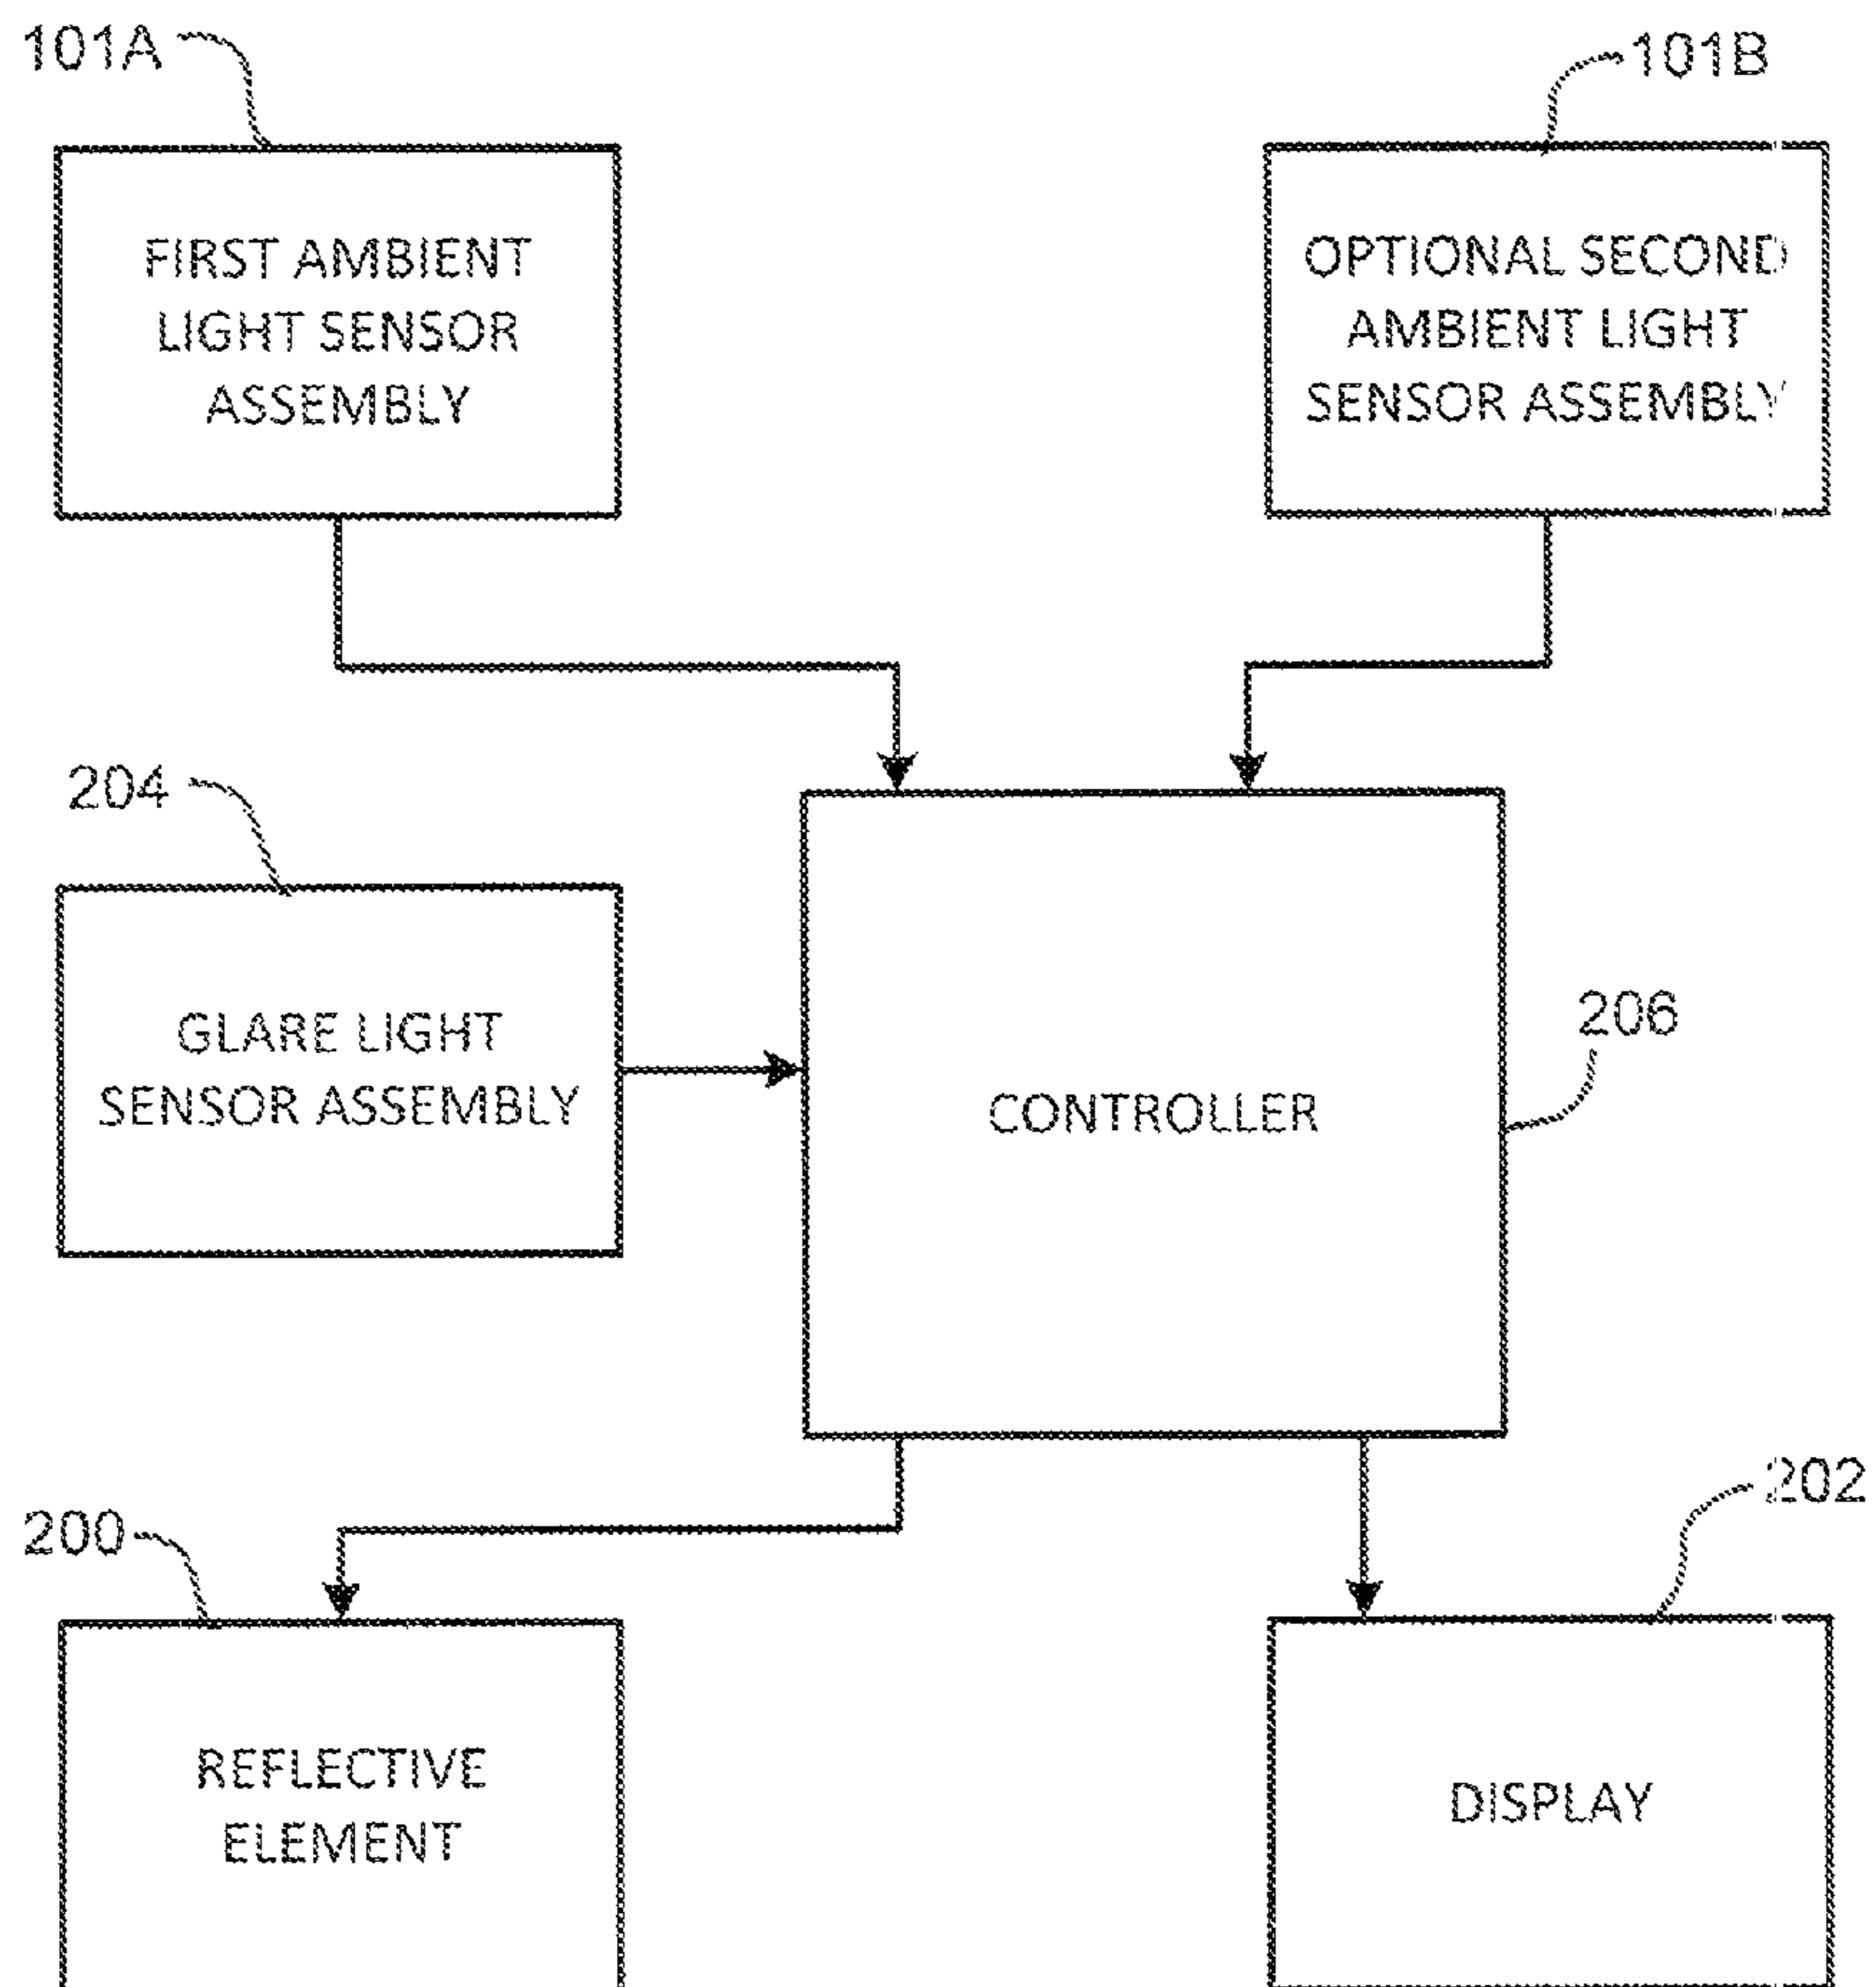 101A
101B
FIRST AMBIENT
LIGHT SENSOR
ASSEMBLY
OPTIONAL SECOND
AMBIENT LIGHT
SENSOR ASSEMBLY
204
GLARE LIGHT
SENSOR ASSEMBLY
CONTROLLER
206
200
202
REFLECTIVE
ELEMENT
DISPLAY